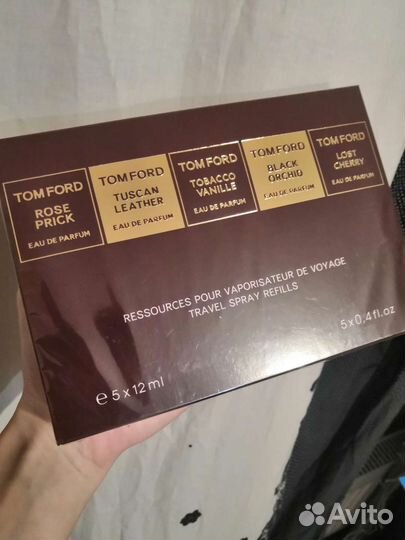 TOM FORD
ROSE
PRICK
EAU DE PARFUM
TOM FORD
TUSCAN
LEATHER
EAU DE PARFUM
TOM FORD
TOBACCO
VANILLE
EAU DE PARFUM
TOM FORD
BLACK
ORCHID
EAU DE PARFUM
TOM FORD
LOST
CHERRY
EAU DE PARFUM
RESSOURCES POUR VAPORISATEUR DE VOYAGE
TRAVEL SPRAY REFILLS
℮ 5 x 12 ml
5 x 0,4fl.oz
Avito